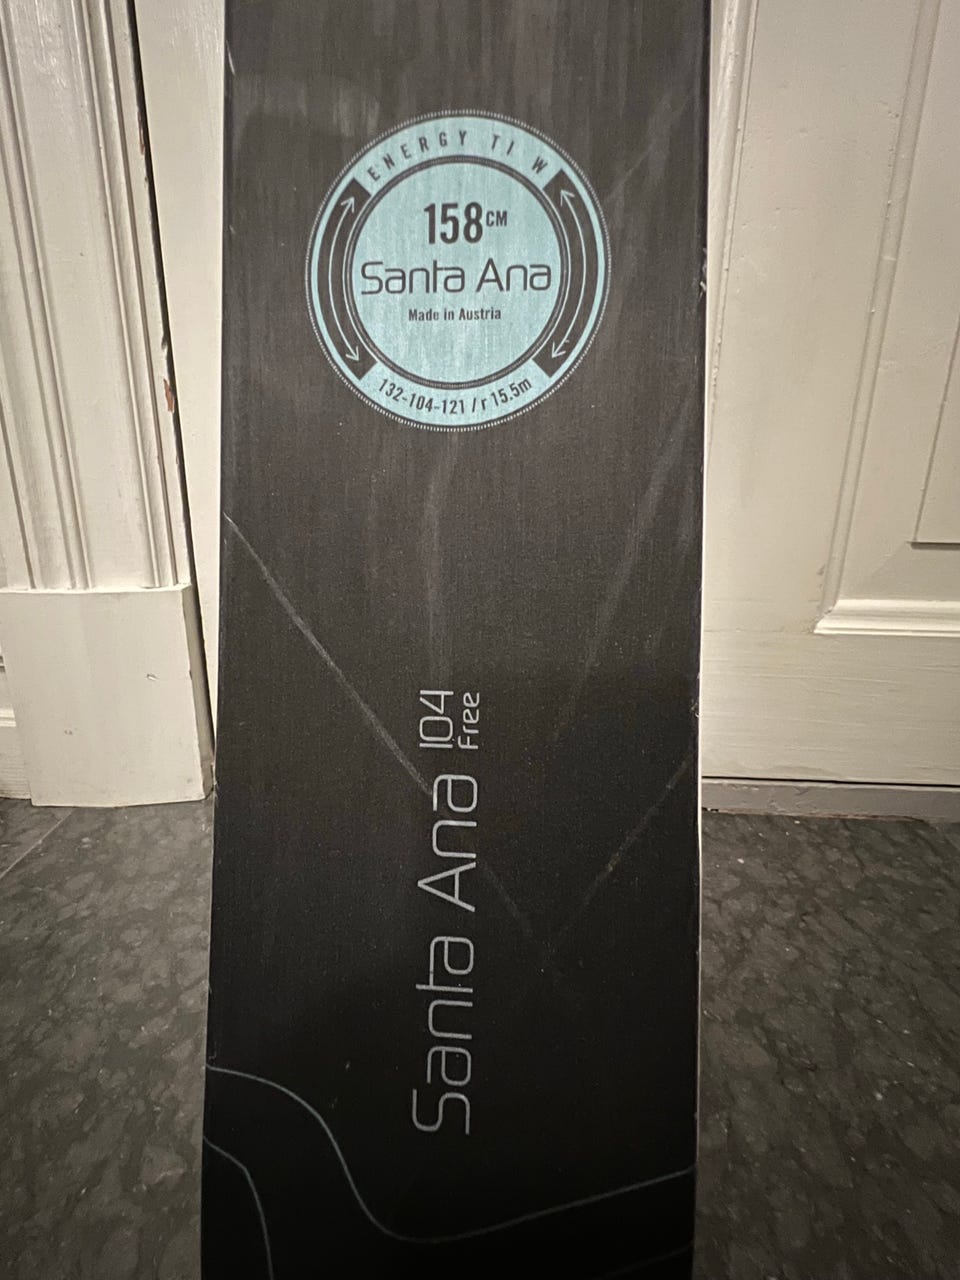 ENERGY TI W
158CM
Santa Ana
Made in Austria
132-104-121 / r 15.5m
Santa Ana 104
Free